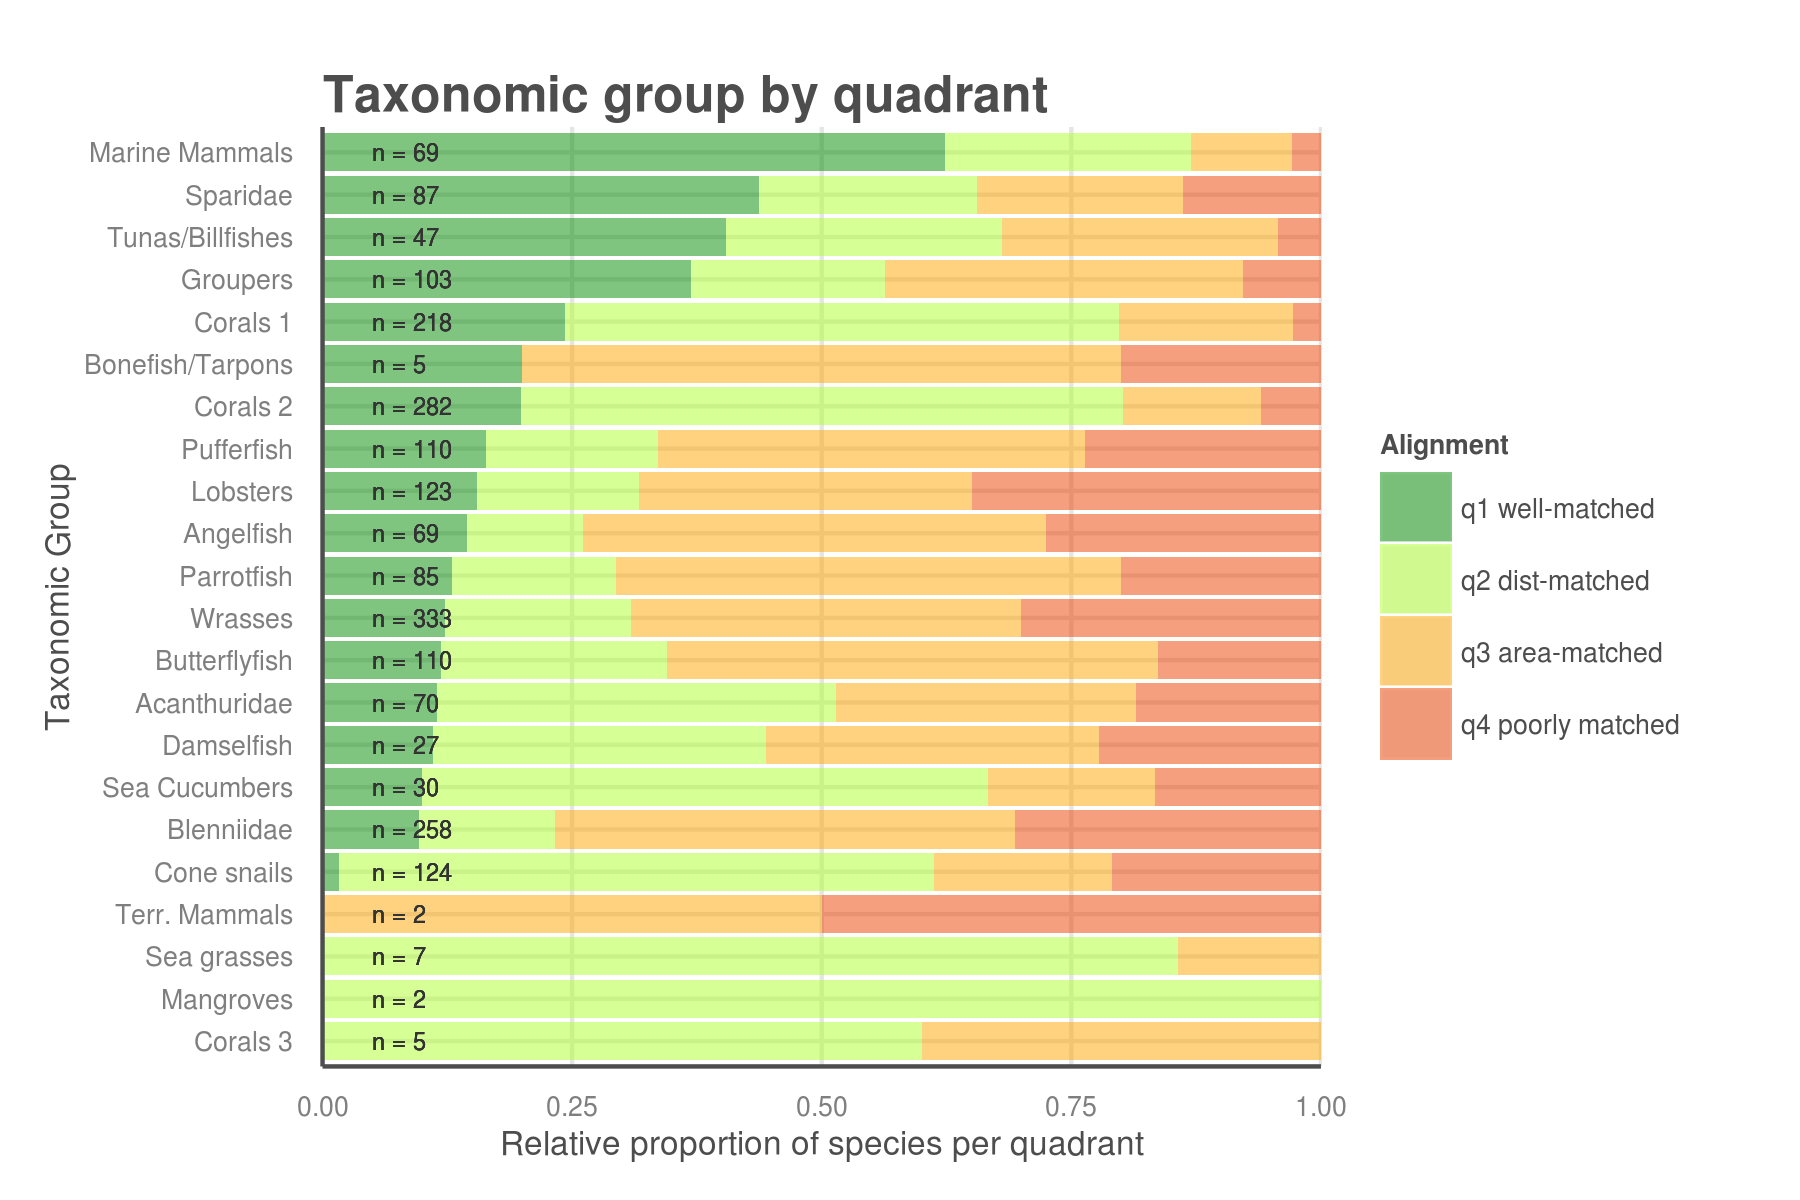 Taxonomic group by quadrant
Marine Mammals n = 69
Sparidae n = 87
Tunas/Billfishes n = 47
Groupers n = 103
Corals 1 n = 218
Bonefish/Tarpons n = 5
Corals 2 n = 282
Pufferfish n = 110
Lobsters n = 123
Angelfish n = 69
Parrotfish n = 85
Wrasses n = 333
Butterflyfish n = 110
Acanthuridae n = 70
Damselfish n = 27
Sea Cucumbers n = 30
Blenniidae n = 258
Cone snails n = 124
Terr. Mammals n = 2
Sea grasses n = 7
Mangroves n = 2
Corals 3 n = 5
Taxonomic Group
0.00 0.25 0.50 0.75 1.00
Relative proportion of species per quadrant
Alignment
q1 well-matched
q2 dist-matched
q3 area-matched
q4 poorly matched